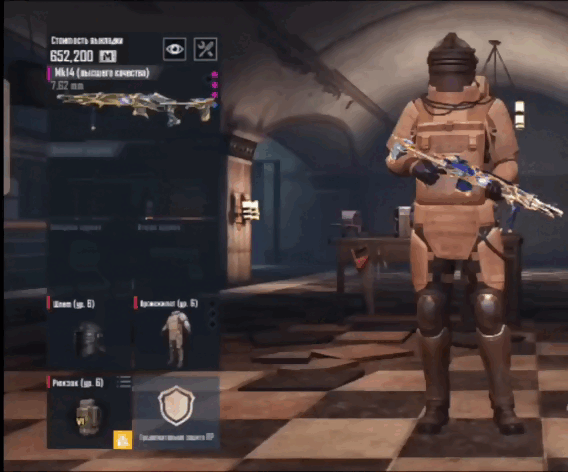 Стоимость выкладки
652,200 M
Mk14 (высшего качества)
7.62 mm
Шлем (ур. 6)
Бронежилет (ур. 6)
Рюкзак (ур. 6)
VI